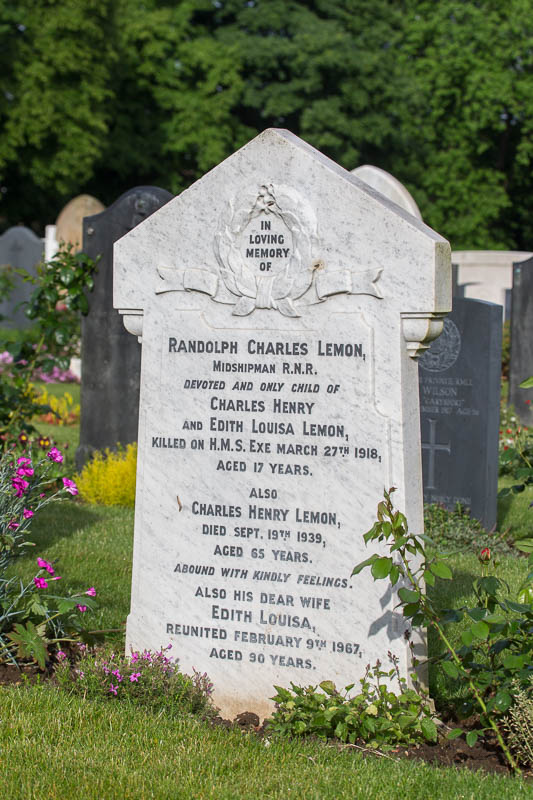 IN
LOVING
MEMORY
OF
RANDOLPH CHARLES LEMON,
MIDSHIPMAN R.N.R.
DEVOTED AND ONLY CHILD OF
CHARLES HENRY
AND EDITH LOUISA LEMON,
KILLED ON H.M.S. EXE MARCH 27TH 1918,
AGED 17 YEARS.
ALSO
CHARLES HENRY LEMON,
DIED SEPT. 19TH 1939,
AGED 65 YEARS.
ABOUND WITH KINDLY FEELINGS.
ALSO HIS DEAR WIFE
EDITH LOUISA,
REUNITED FEBRUARY 9TH 1967,
AGED 90 YEARS.
PRIVATE
WILSON